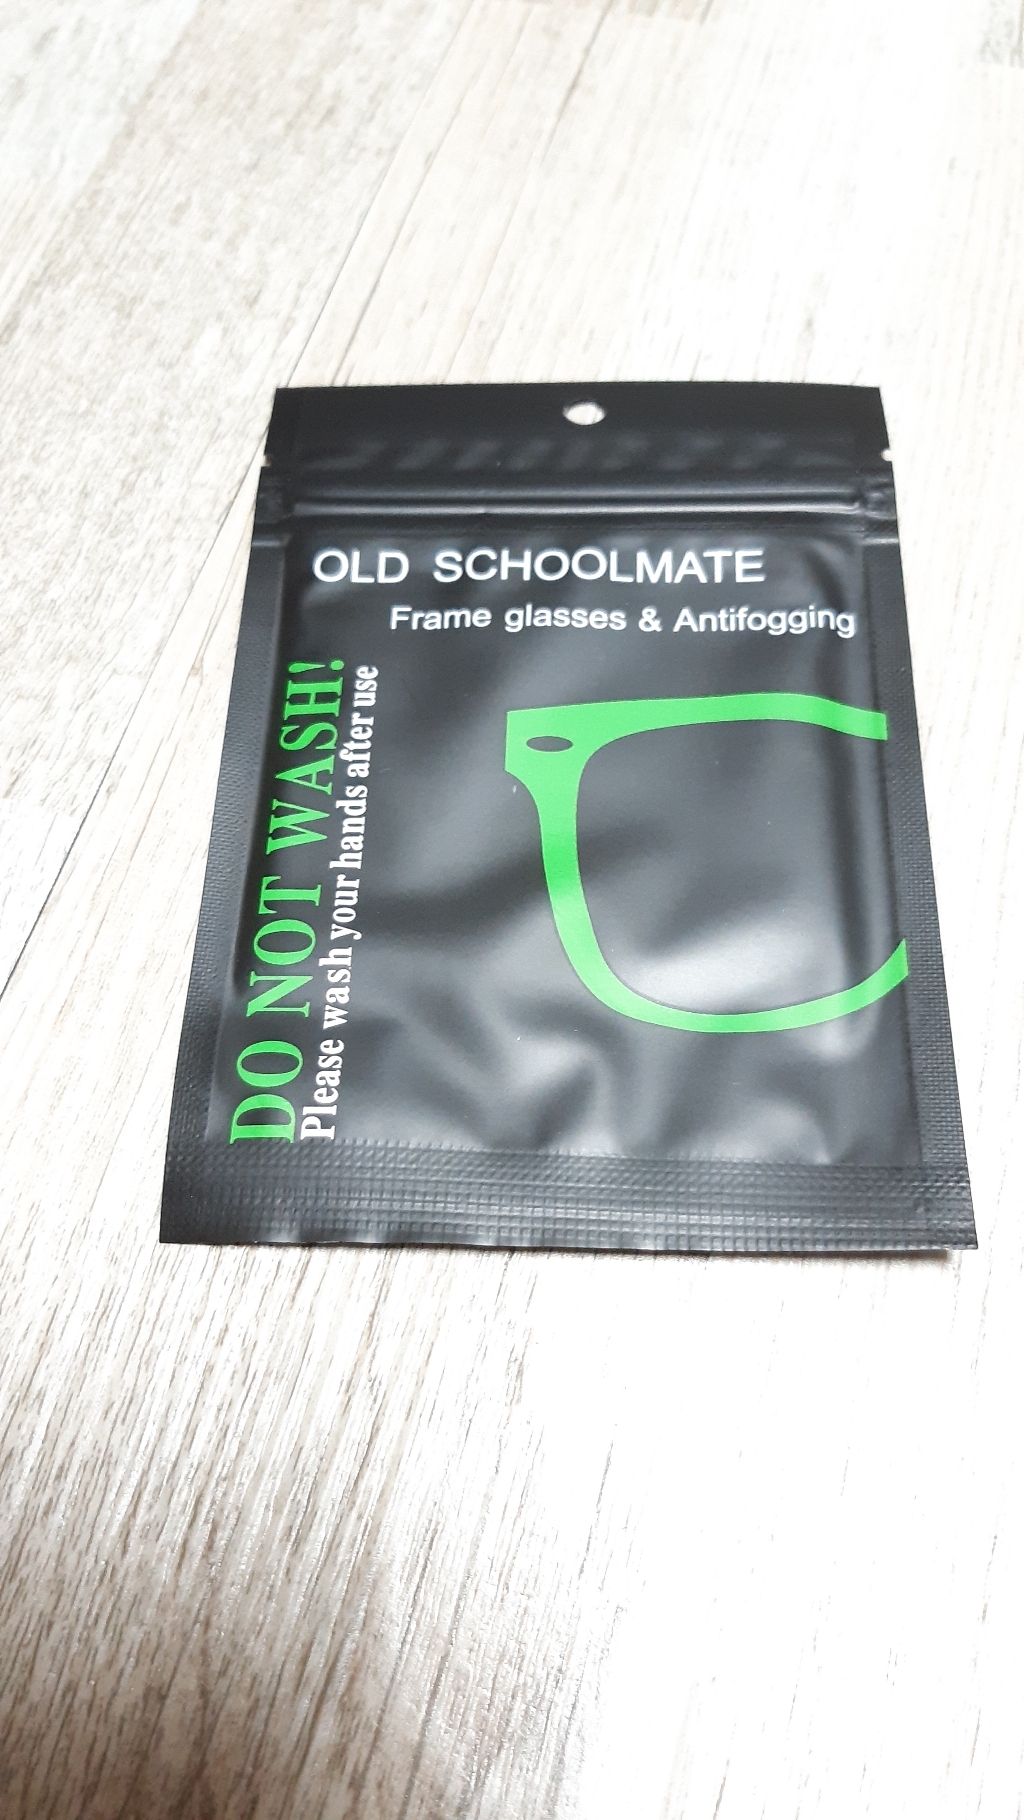 OLD SCHOOLMATE
Frame glasses & Antifogging
DO NOT WASH!
Please wash your hands after use